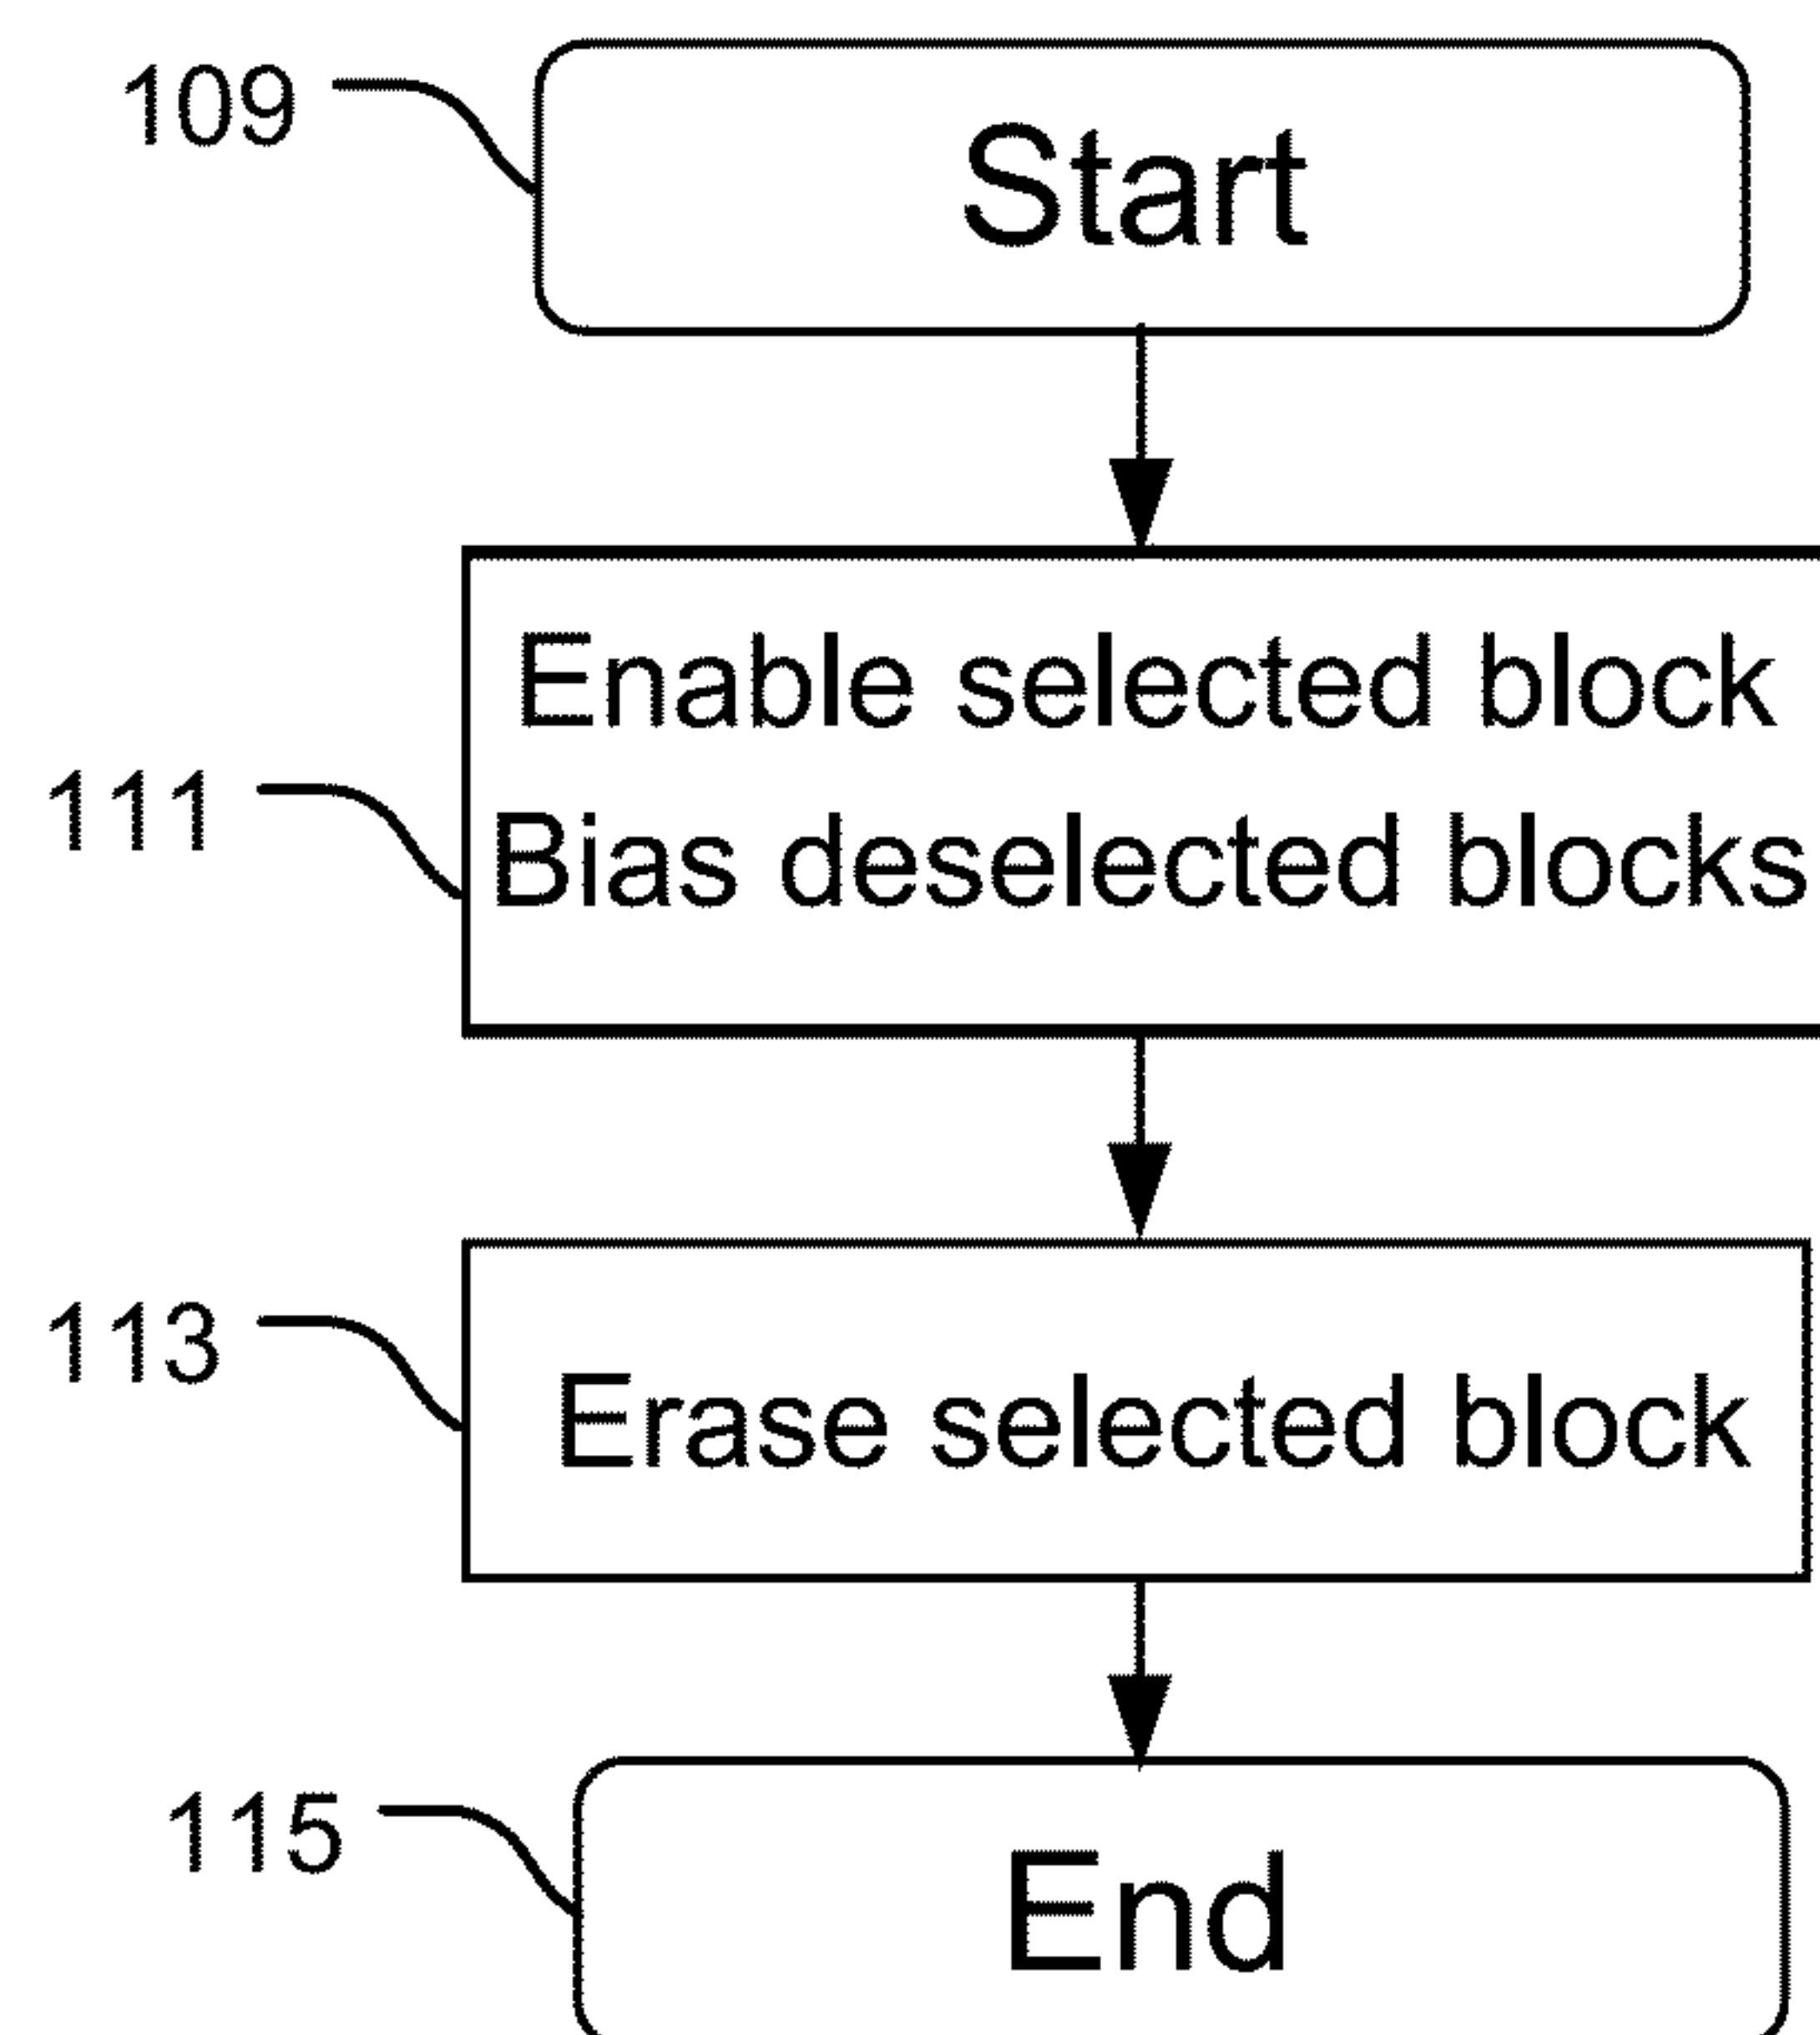 109
Start
Enable selected block
111
Bias deselected blocks
113
Erase selected block
115
End